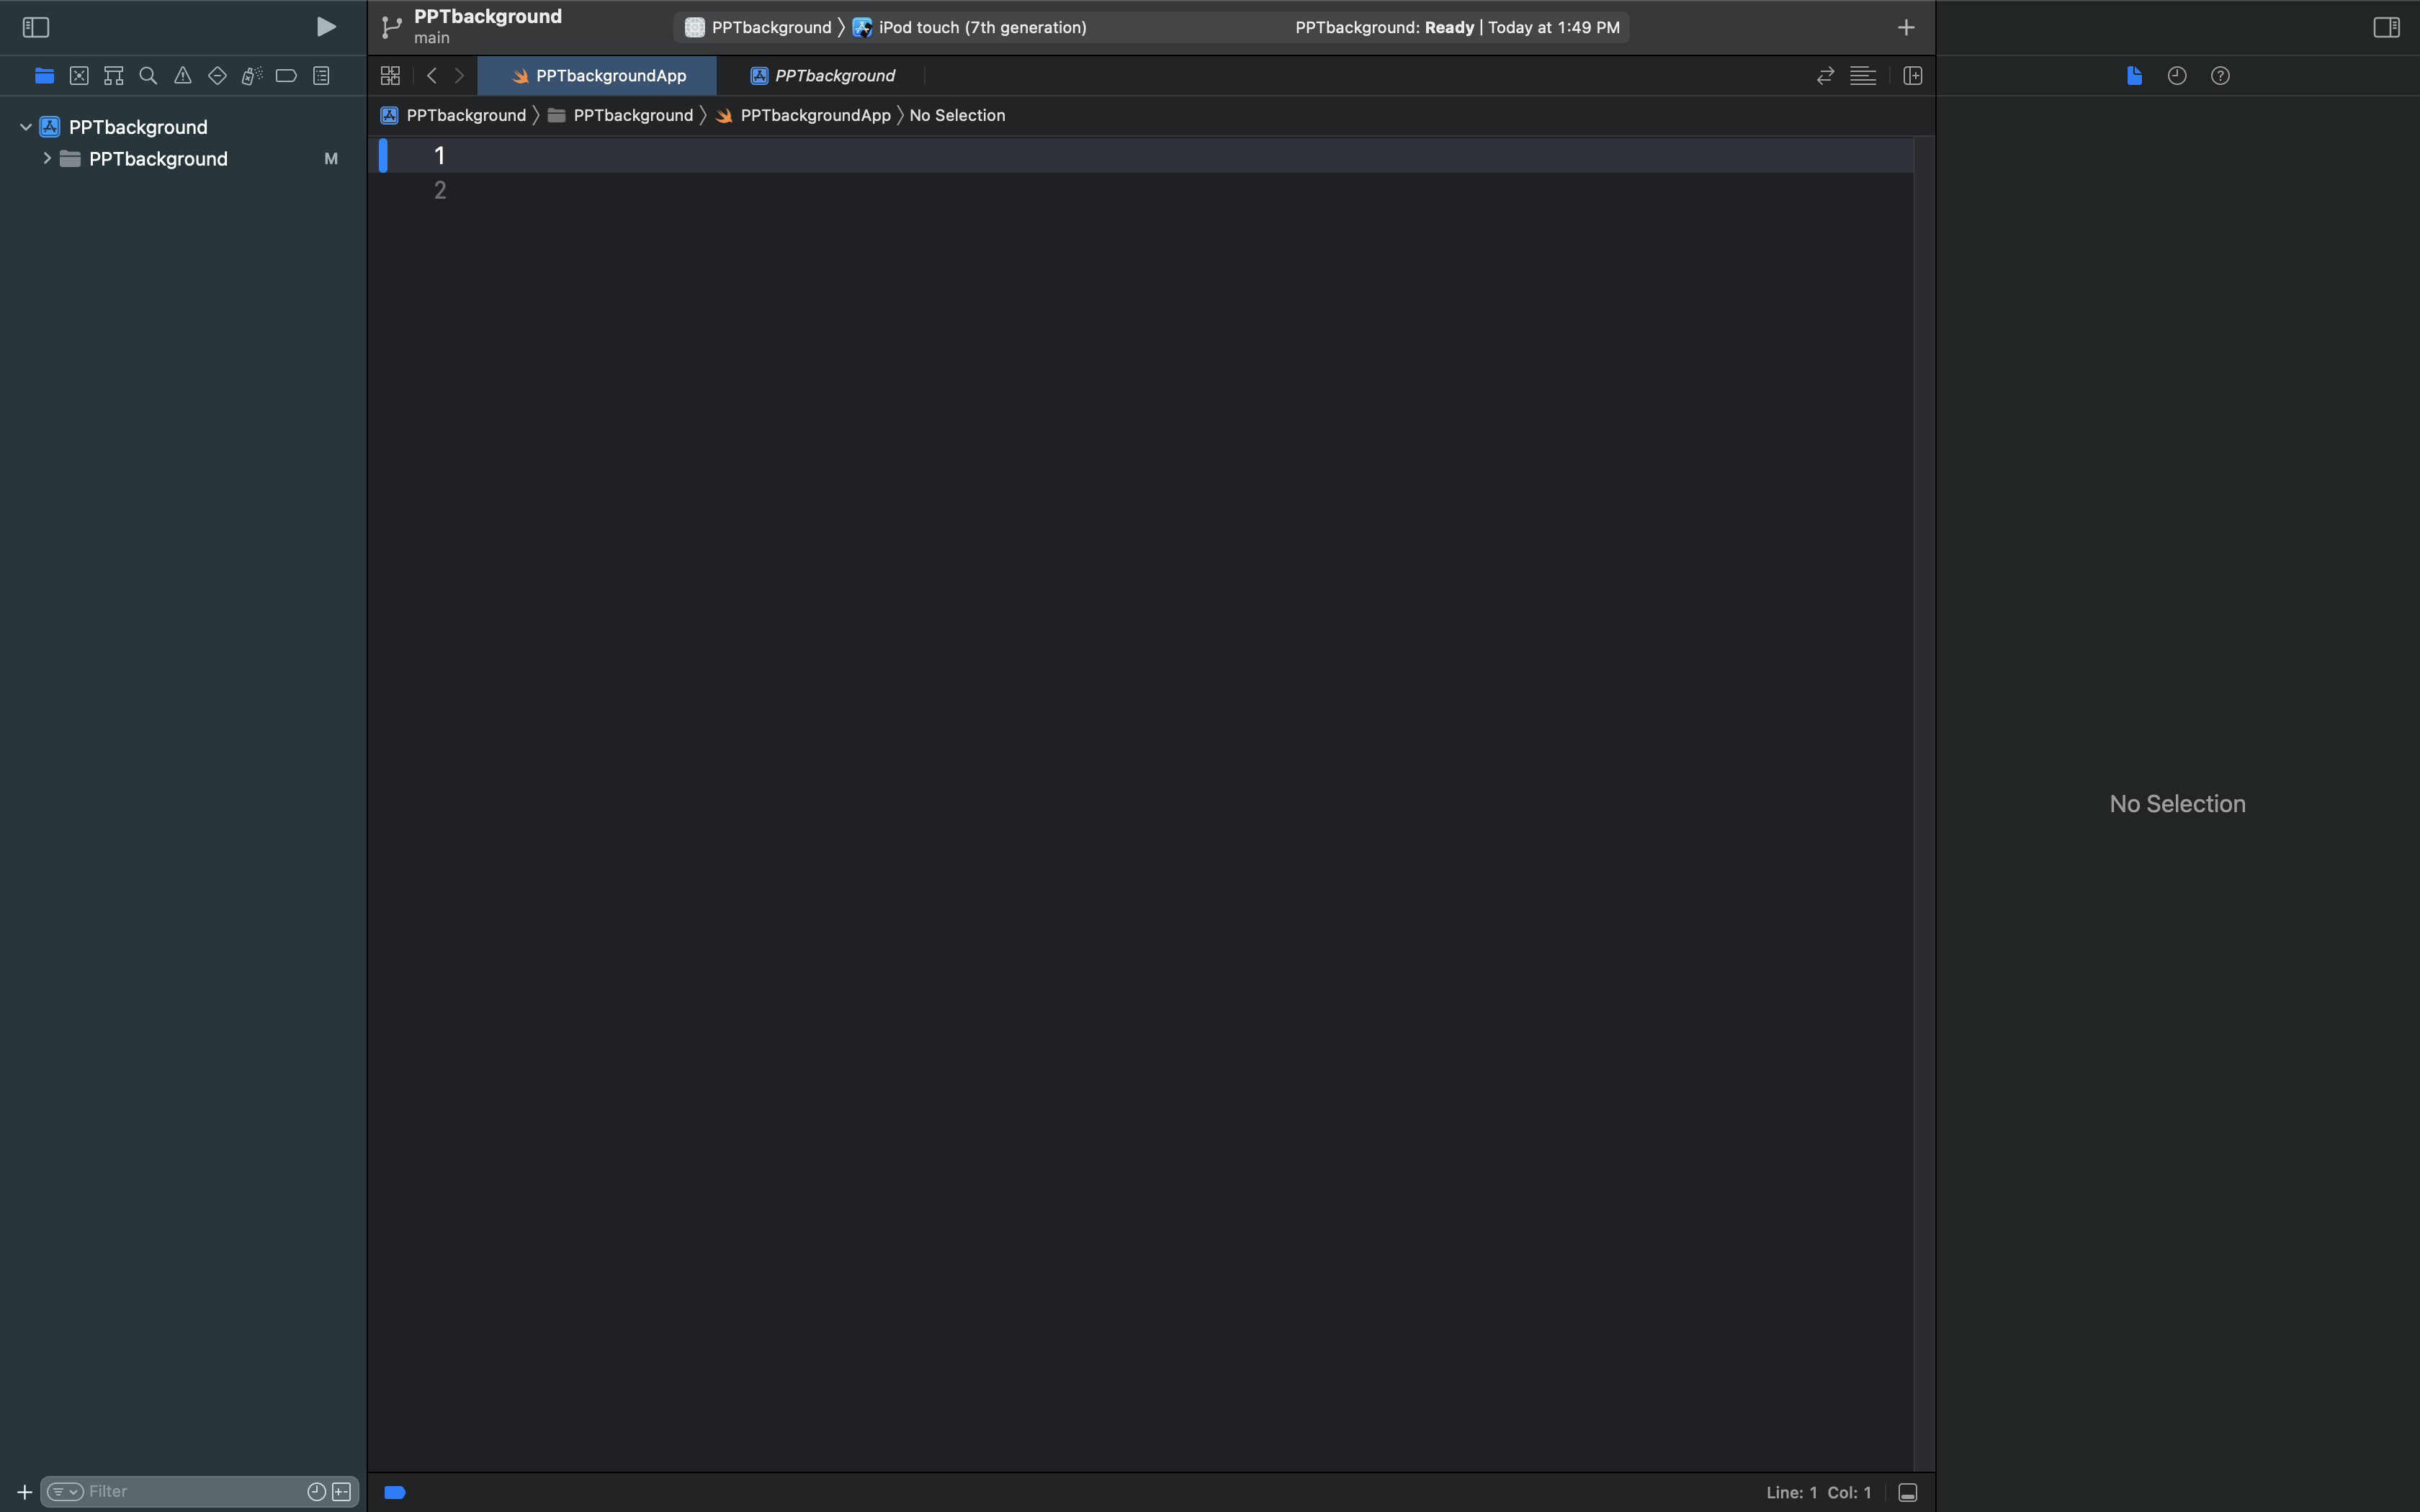 PPTbackground
main
PPTbackground
iPod touch (7th generation)
PPTbackground: Ready | Today at 1:49 PM
PPTbackgroundApp
PPTbackground
PPTbackground
PPTbackground
PPTbackgroundApp
No Selection
PPTbackground
PPTbackground M
1
2
No Selection
Filter
Line: 1 Col: 1